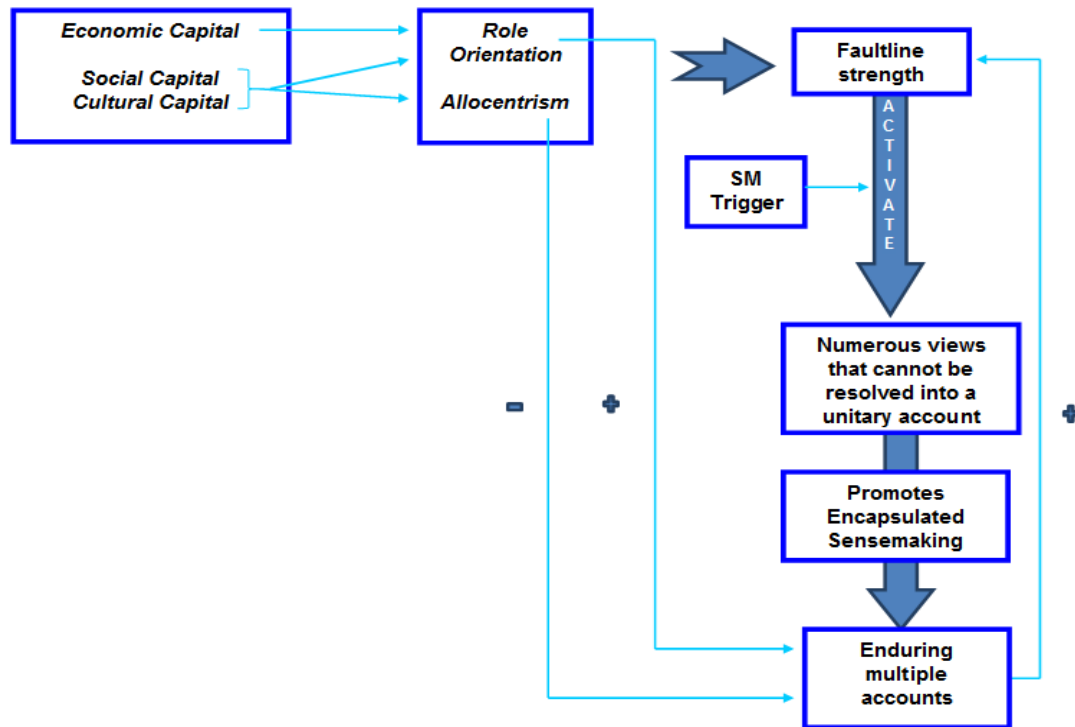 Economic Capital
Social Capital
Cultural Capital
Role
Orientation
Allocentrism
Faultline
strength
ACTIVATE
SM
Trigger
Numerous views
that cannot be
resolved into a
unitary account
-
+
+
Promotes
Encapsulated
Sensemaking
Enduring
multiple
accounts